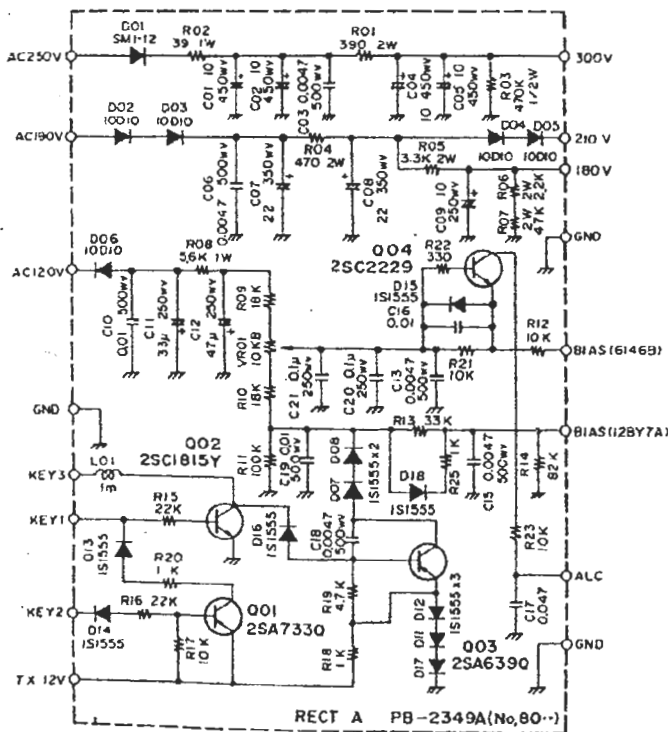 D01
SM1-12
R02
39 1W
R01
390 2W
AC250V
300V
C01 10
450WV
C02 10
450WV
C03 0.0047
500WV
C04
10 450WV
C05 10
450WV
R03
470K
1/2W
D02
10D10
D03
10D10
AC190V
R04
470 2W
D04
10D10
D05
10D10
210V
R05
3.3K 2W
180V
C06
0.0047 500WV
C07
22 350WV
C08
22 350WV
C09 10
250WV
R06
2W
2.2K
R07
2W
47K
GND
D06
10D10
R08
5.6K 1W
AC120V
Q04
2SC2229
R22
330
D15
1S1555
C16
0.01
C10
0.01 500WV
C11
33μ 250WV
C12
47μ 250WV
R09
18K
VR01
10KB
R10
18K
C21 0.1μ
250WV
C20 0.1μ
250WV
C13
0.0047
500WV
R21
10K
R12
10K
BIAS(6146B)
GND
R13 33K
BIAS(12BY7A)
R11
100K
C19 0.01
500WV
D08
D07
1S1555x2
D18
1S1555
R25
1K
C15 0.0047
500WV
R14
82K
Q02
2SC1815Y
KEY3
L01
1m
KEY1
R15
22K
D16
1S1555
C18
0.0047
500WV
D13
1S1555
R20
1K
R23
10K
ALC
R19
4.7K
KEY2
D14
1S1555
R16 22K
Q01
2SA733Q
R17
10K
R18
1K
D12
D11
D17
1S1555x3
Q03
2SA639Q
C17
0.047
GND
TX 12V
RECT A PB-2349A(No,80··)